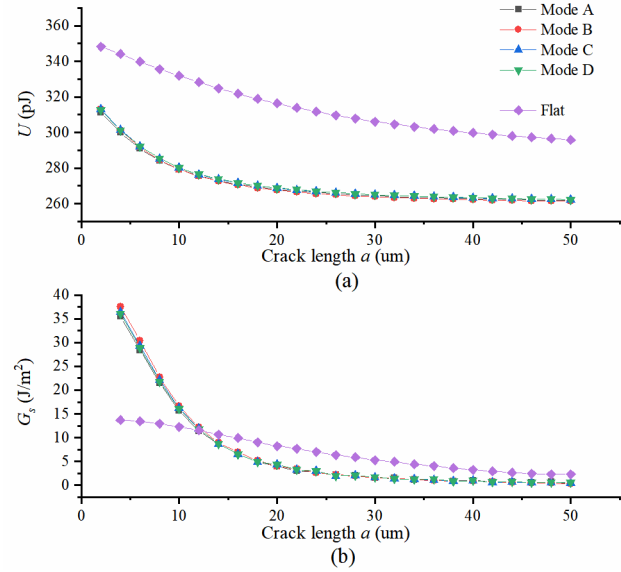 (a)
360
340
320
300
280
260
U (pJ)
0 10 20 30 40 50
Crack length a (um)
Mode A
Mode B
Mode C
Mode D
Flat
(a)
40
35
30
25
20
15
10
5
0
Gs (J/m²)
0 10 20 30 40 50
Crack length a (um)
(b)